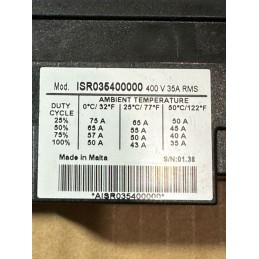 Mod. ISR035400000 400 V 35A RMS
AMBIENT TEMPERATURE
DUTY CYCLE 0°C/ 32°F 25°C/ 77°F 50°C/122°F
25% 75 A 65 A 50 A
50% 65 A 55 A 45 A
75% 57 A 50 A 40 A
100% 50 A 43 A 35 A
Made in Malta S/N:01.38
*AISR035400000*